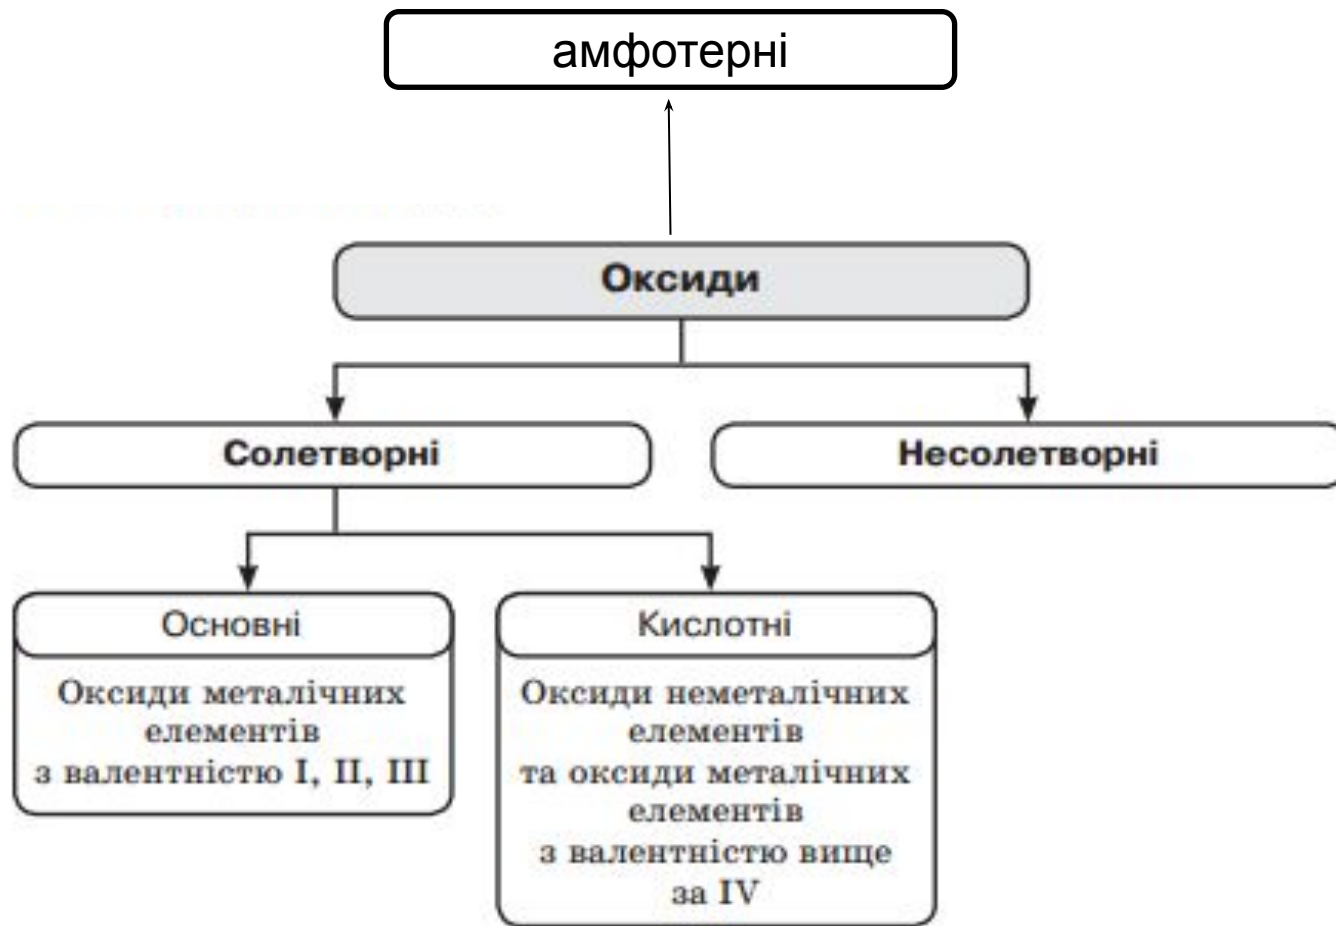 амфотерні
Оксиди
Солетворні
Несолетворні
Основні
Оксиди металічних
елементів
з валентністю I, II, III
Кислотні
Оксиди неметалічних
елементів
та оксиди металічних
елементів
з валентністю вище
за IV